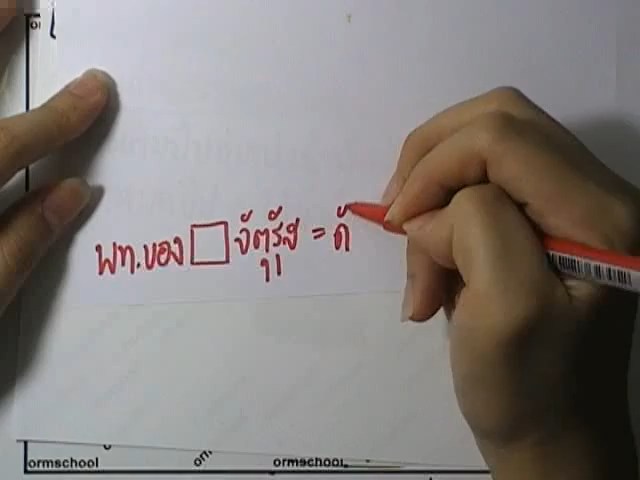 พท.ของ □ จัตุรัส = ด้
ormschool ormschool